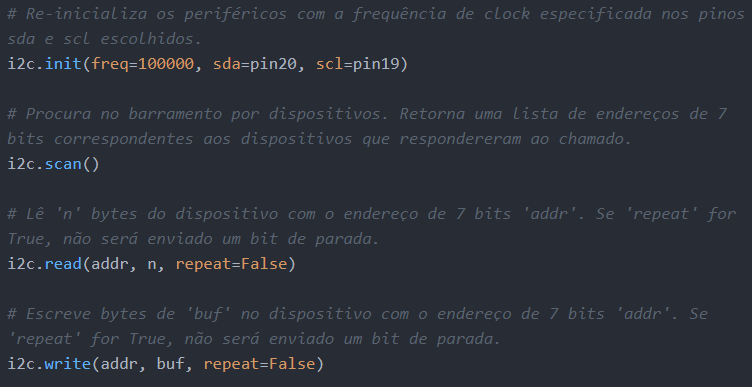 # Re-inicializa os periféricos com a frequência de clock especificada nos pinos
sda e scl escolhidos.
i2c.init(freq=100000, sda=pin20, scl=pin19)
# Procura no barramento por dispositivos. Retorna uma lista de endereços de 7
bits correspondentes aos dispositivos que respondereram ao chamado.
i2c.scan()
# Lê 'n' bytes do dispositivo com o endereço de 7 bits 'addr'. Se 'repeat' for
True, não será enviado um bit de parada.
i2c.read(addr, n, repeat=False)
# Escreve bytes de 'buf' no dispositivo com o endereço de 7 bits 'addr'. Se
'repeat' for True, não será enviado um bit de parada.
i2c.write(addr, buf, repeat=False)